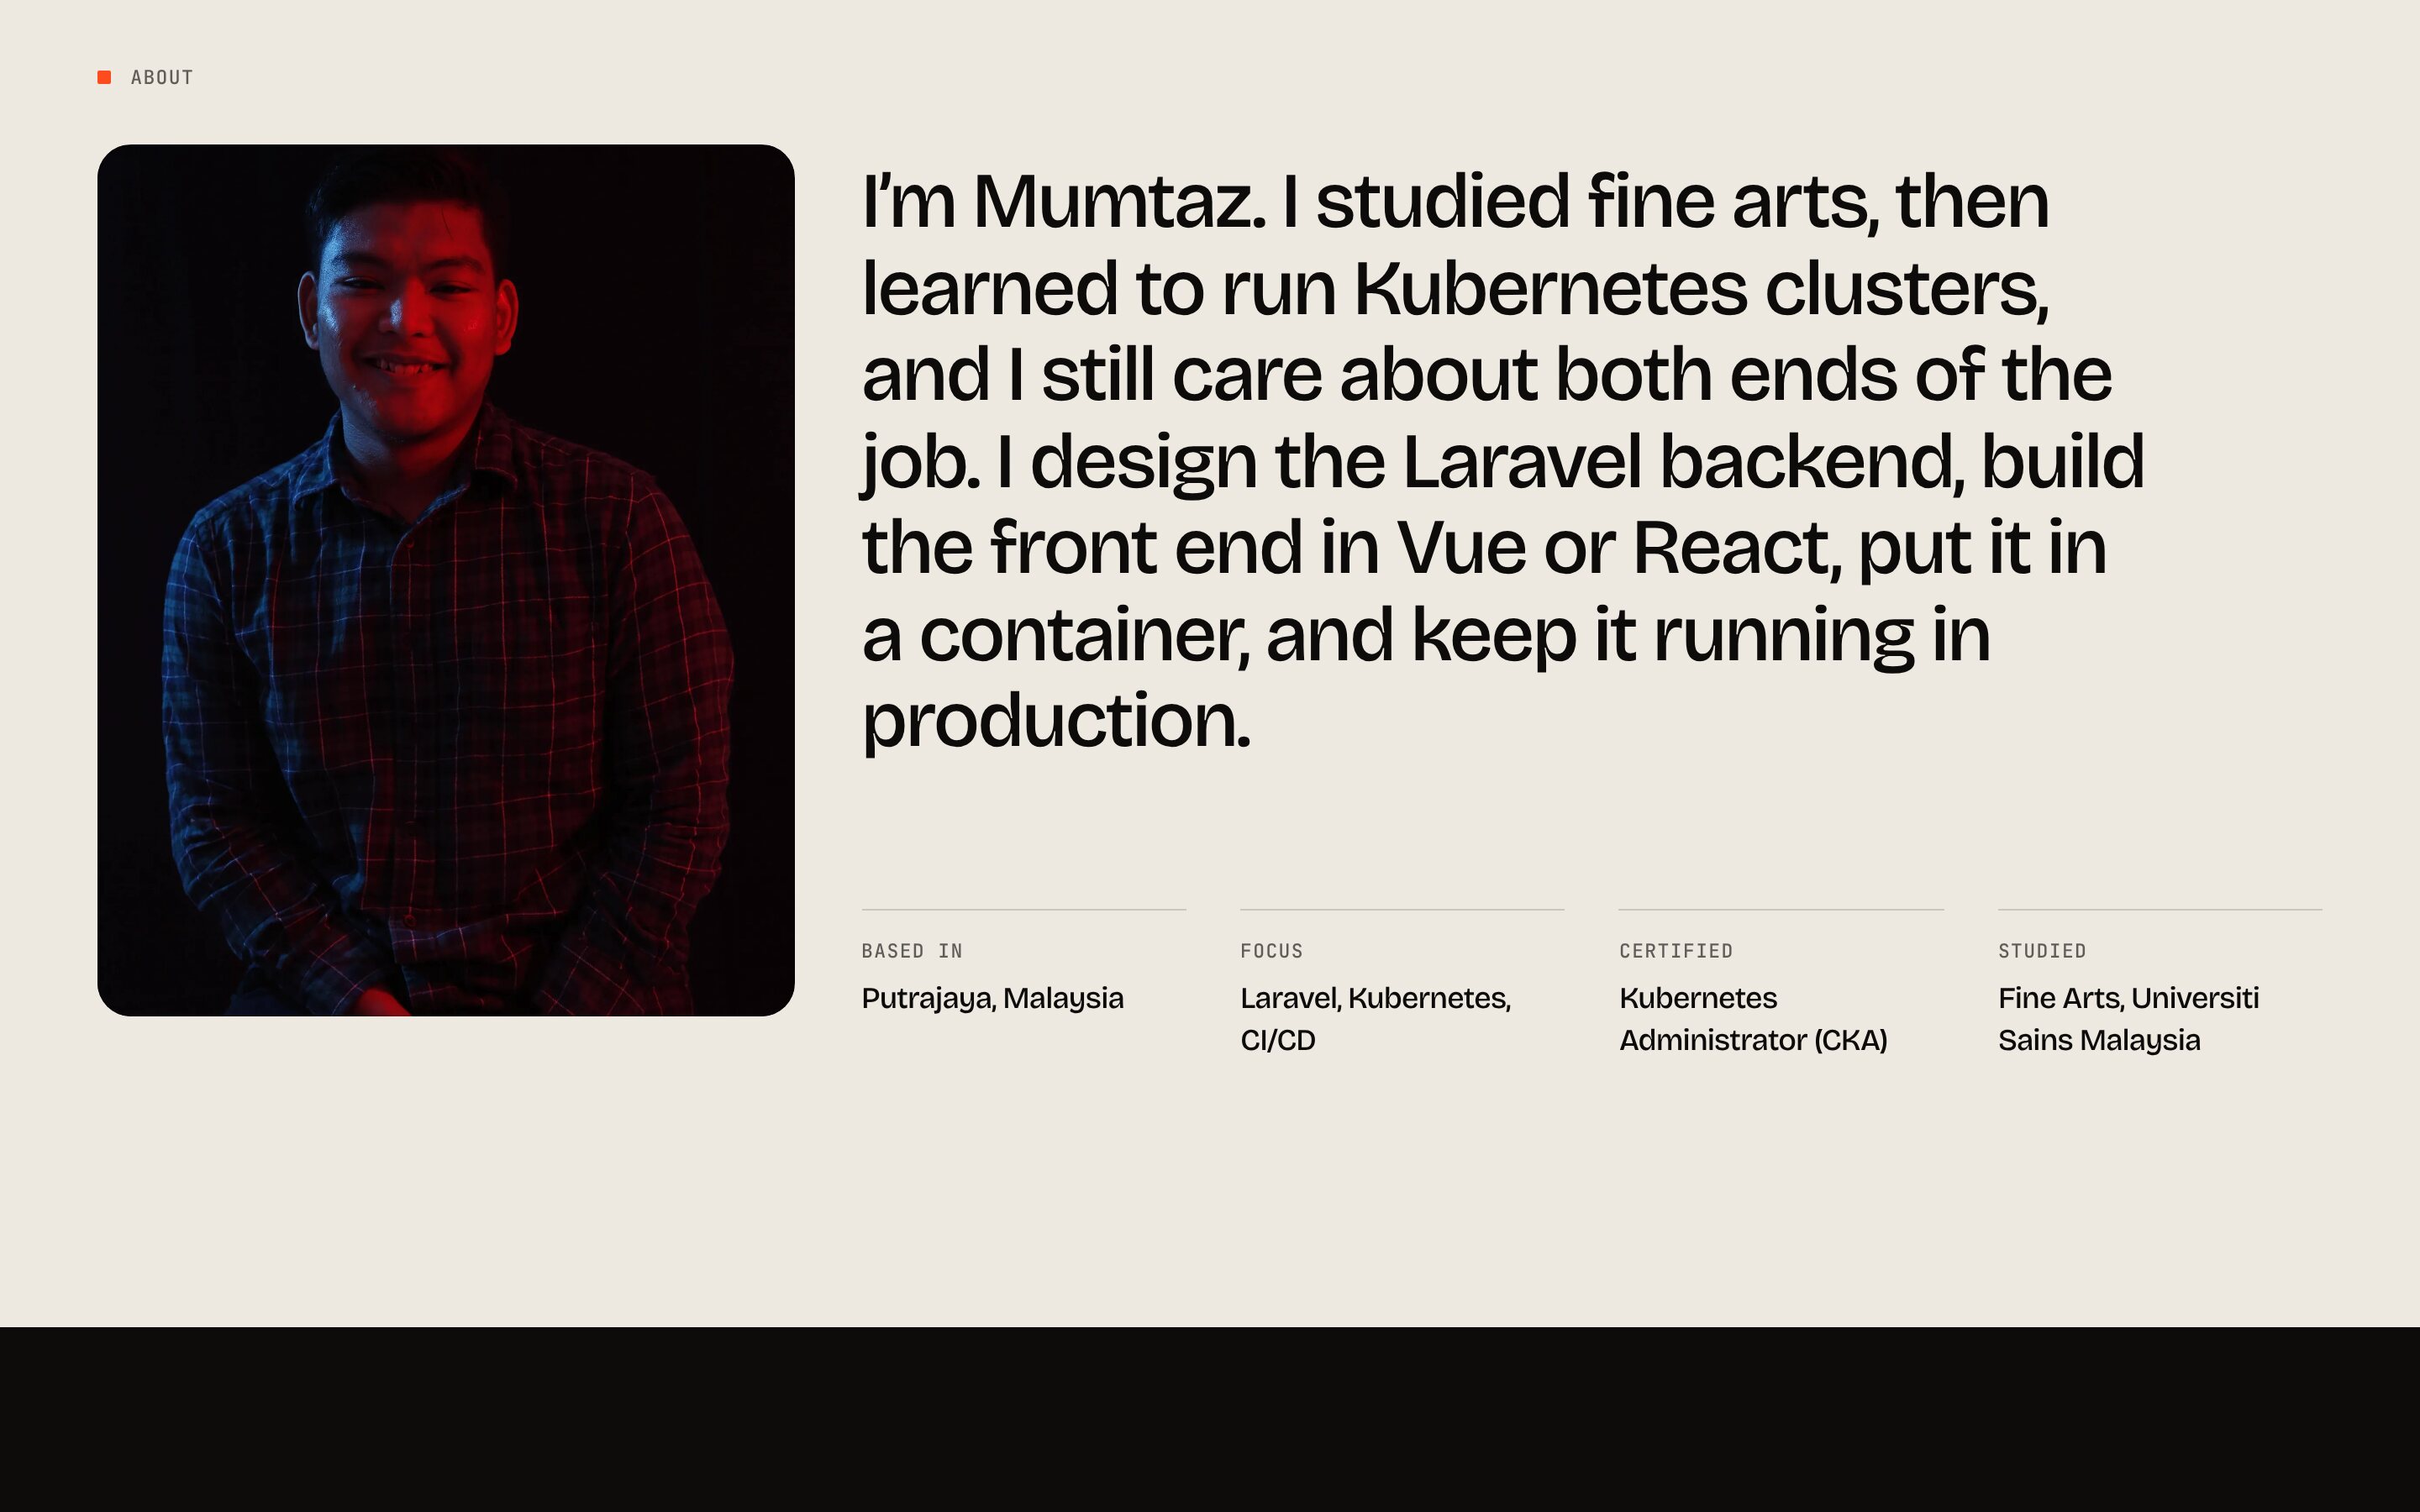 ABOUT
I’m Mumtaz. I studied fine arts, then
learned to run Kubernetes clusters,
and I still care about both ends of the
job. I design the Laravel backend, build
the front end in Vue or React, put it in
a container, and keep it running in
production.
BASED IN
Putrajaya, Malaysia
FOCUS
Laravel, Kubernetes,
CI/CD
CERTIFIED
Kubernetes
Administrator (CKA)
STUDIED
Fine Arts, Universiti
Sains Malaysia